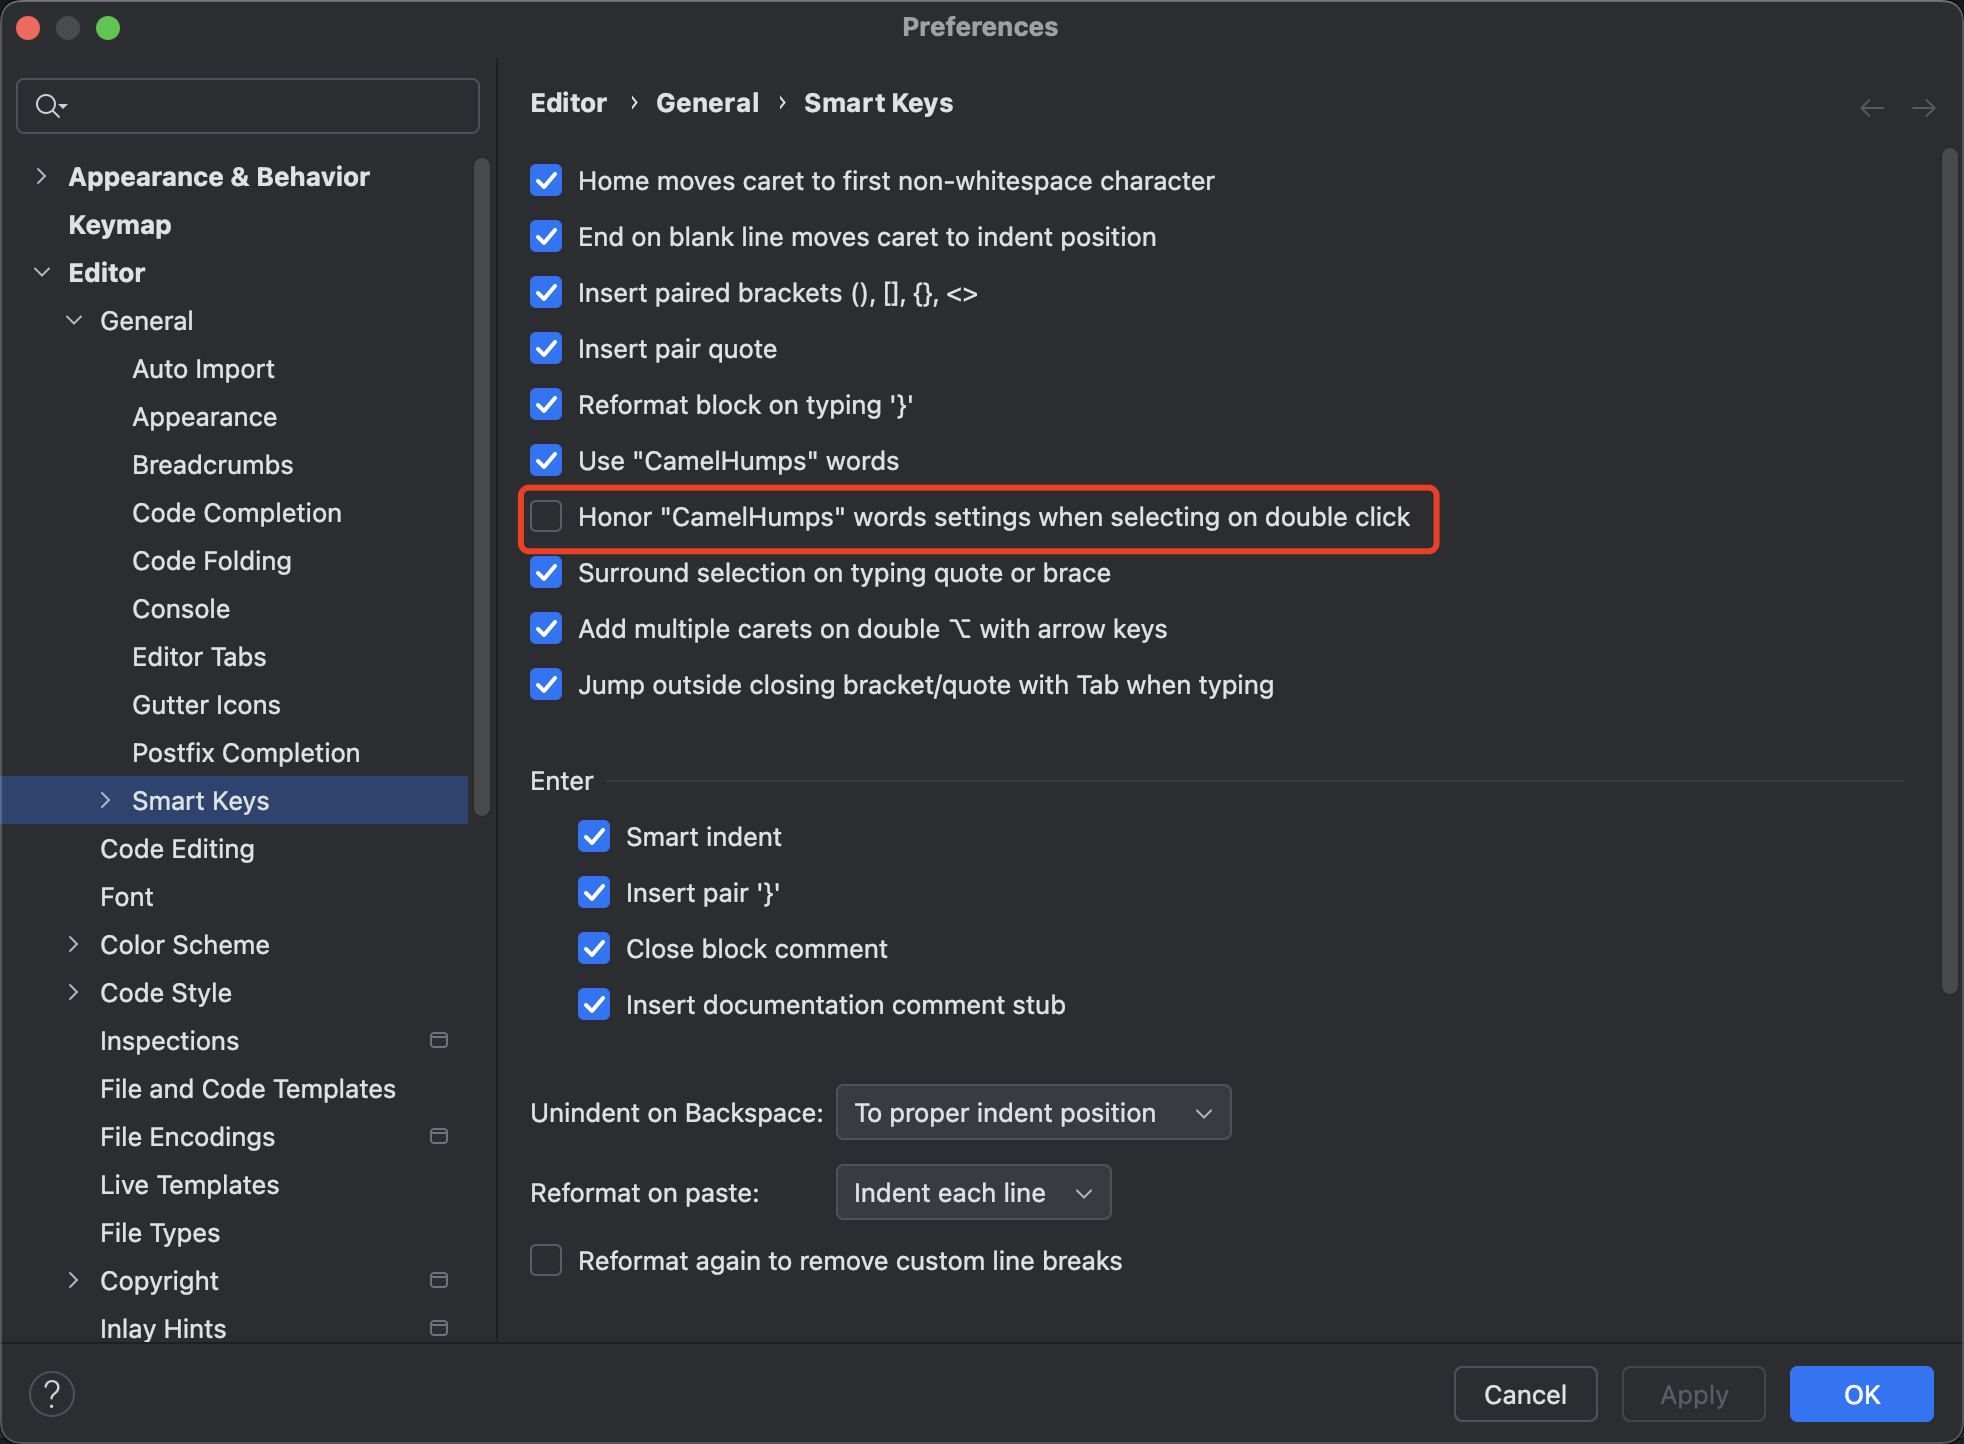 Preferences
Appearance & Behavior
Keymap
Editor
General
Auto Import
Appearance
Breadcrumbs
Code Completion
Code Folding
Console
Editor Tabs
Gutter Icons
Postfix Completion
Smart Keys
Code Editing
Font
Color Scheme
Code Style
Inspections
File and Code Templates
File Encodings
Live Templates
File Types
Copyright
Inlay Hints
Editor › General › Smart Keys
Home moves caret to first non-whitespace character
End on blank line moves caret to indent position
Insert paired brackets (), [], {}, <>
Insert pair quote
Reformat block on typing '}'
Use "CamelHumps" words
Honor "CamelHumps" words settings when selecting on double click
Surround selection on typing quote or brace
Add multiple carets on double ⌥ with arrow keys
Jump outside closing bracket/quote with Tab when typing
Enter
Smart indent
Insert pair '}'
Close block comment
Insert documentation comment stub
Unindent on Backspace: To proper indent position
Reformat on paste: Indent each line
Reformat again to remove custom line breaks
?
Cancel Apply OK